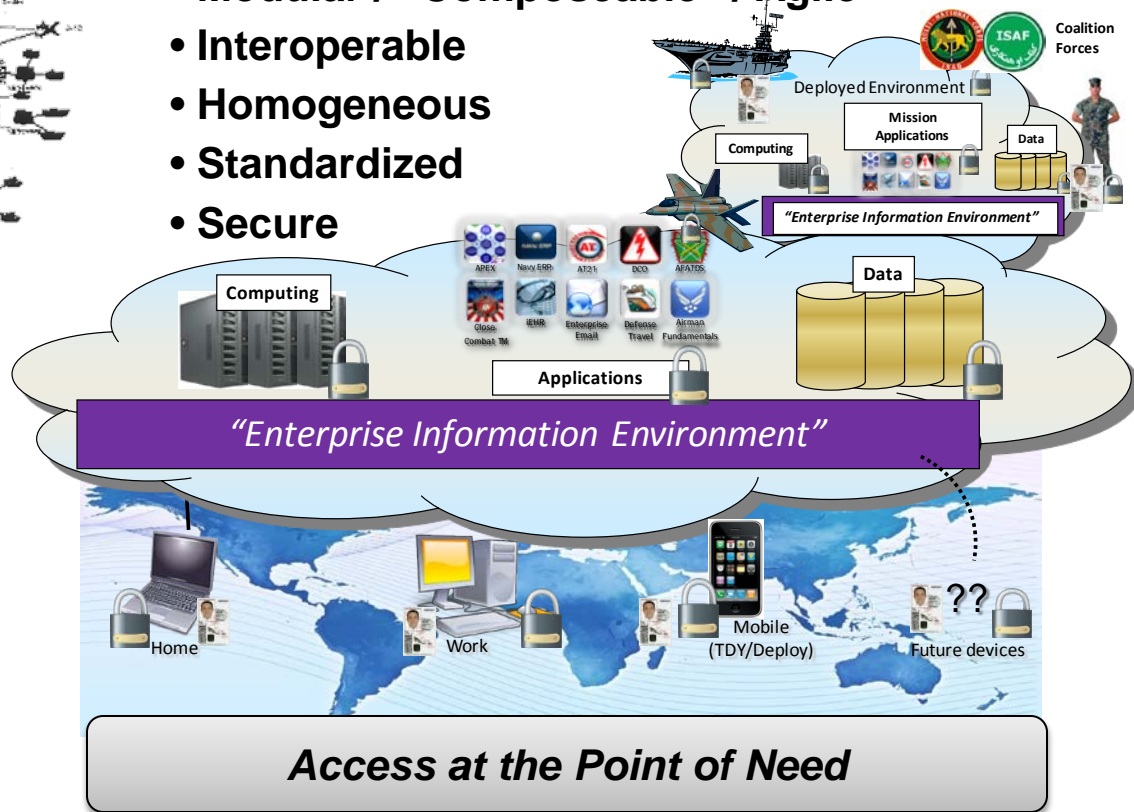 • Interoperable
• Homogeneous
• Standardized
• Secure
ISAF
Coalition
Forces
Deployed Environment
Mission
Applications
Computing
Data
"Enterprise Information Environment"
APEX
Navy ERP
AT21
DCO
AFATDS
Close
Combat TM
iEHR
Enterprise
Email
Defense
Travel
Airman
Fundamentals
Computing
Data
Applications
“Enterprise Information Environment”
Home
Work
Mobile
(TDY/Deploy)
??
Future devices
Access at the Point of Need